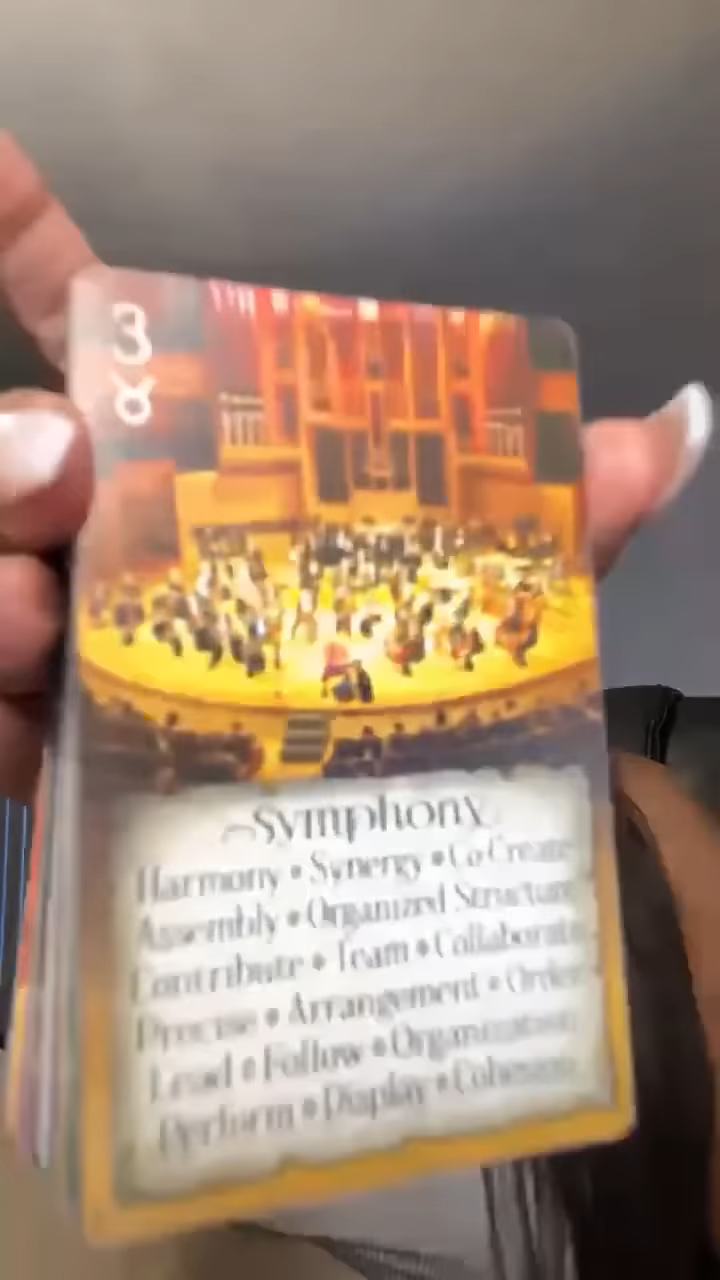 3
♉
Symphony
Harmony • Synergy • Co Create
Assembly • Organized Structure
Contribute • Team • Collaborate
Precise • Arrangement • Order
Lead • Follow • Organization
Perform • Display • Cohesion